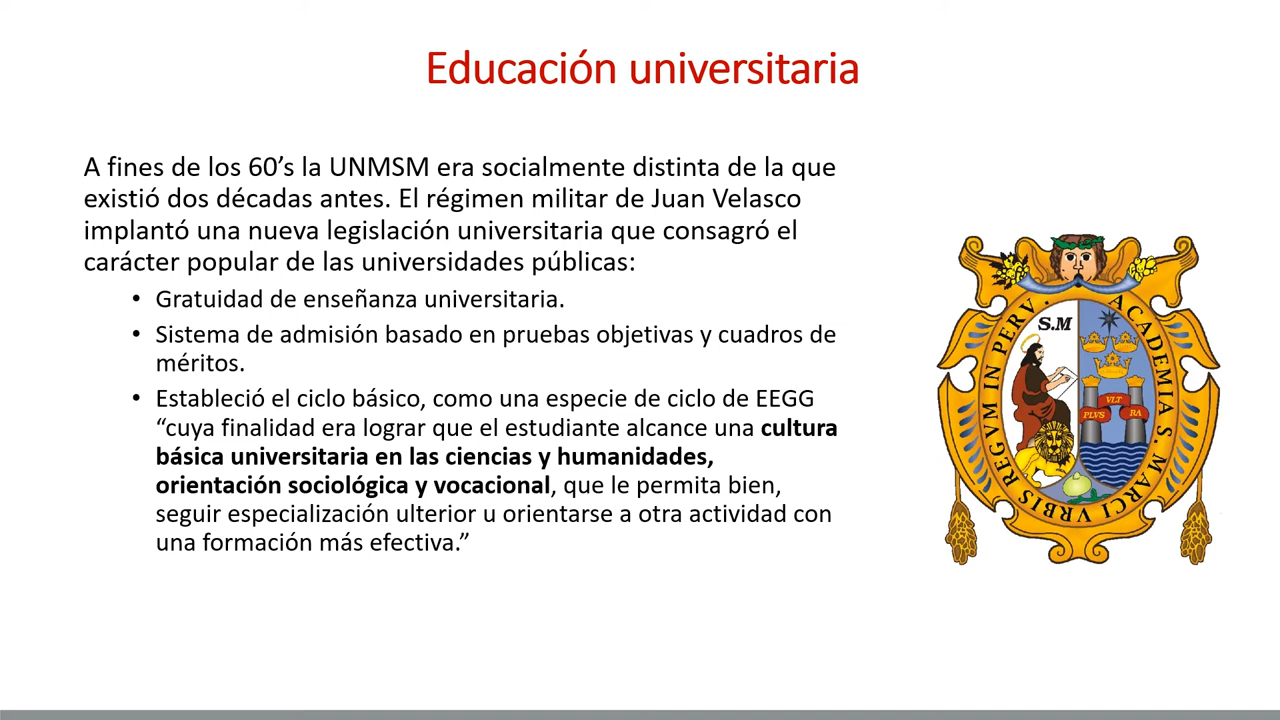 Educación universitaria
A fines de los 60’s la UNMSM era socialmente distinta de la que
existió dos décadas antes. El régimen militar de Juan Velasco
implantó una nueva legislación universitaria que consagró el
carácter popular de las universidades públicas:
• Gratuidad de enseñanza universitaria.
• Sistema de admisión basado en pruebas objetivas y cuadros de
méritos.
• Estableció el ciclo básico, como una especie de ciclo de EEGG
“cuya finalidad era lograr que el estudiante alcance una cultura
básica universitaria en las ciencias y humanidades,
orientación sociológica y vocacional, que le permita bien,
seguir especialización ulterior u orientarse a otra actividad con
una formación más efectiva.”
ACADEMIA S. MARCI VRBIS REGVM IN PERV.
S.M
PLVS VLT RA